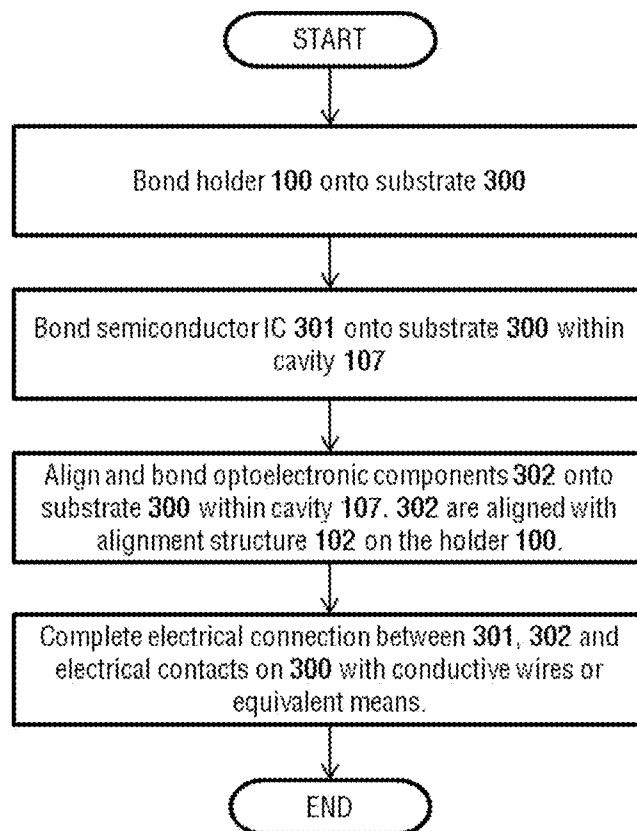 START
Bond holder 100 onto substrate 300
Bond semiconductor IC 301 onto substrate 300 within
cavity 107
Align and bond optoelectronic components 302 onto
substrate 300 within cavity 107. 302 are aligned with
alignment structure 102 on the holder 100.
Complete electrical connection between 301, 302 and
electrical contacts on 300 with conductive wires or
equivalent means.
END